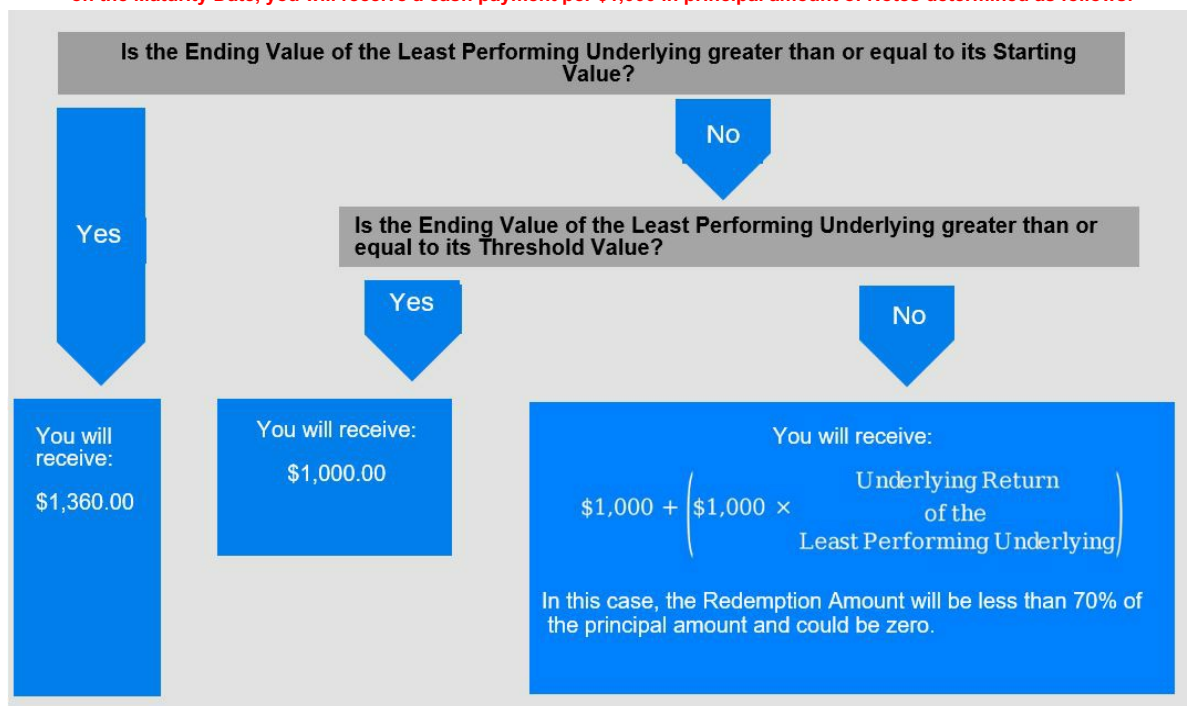 Is the Ending Value of the Least Performing Underlying greater than or equal to its Starting
Value?
No
Yes
Is the Ending Value of the Least Performing Underlying greater than or
equal to its Threshold Value?
Yes
No
You will
receive:
$1,360.00
You will receive:
$1,000.00
You will receive:
$1,000 + ($1,000 × Underlying Return
of the
Least Performing Underlying)
In this case, the Redemption Amount will be less than 70% of
the principal amount and could be zero.